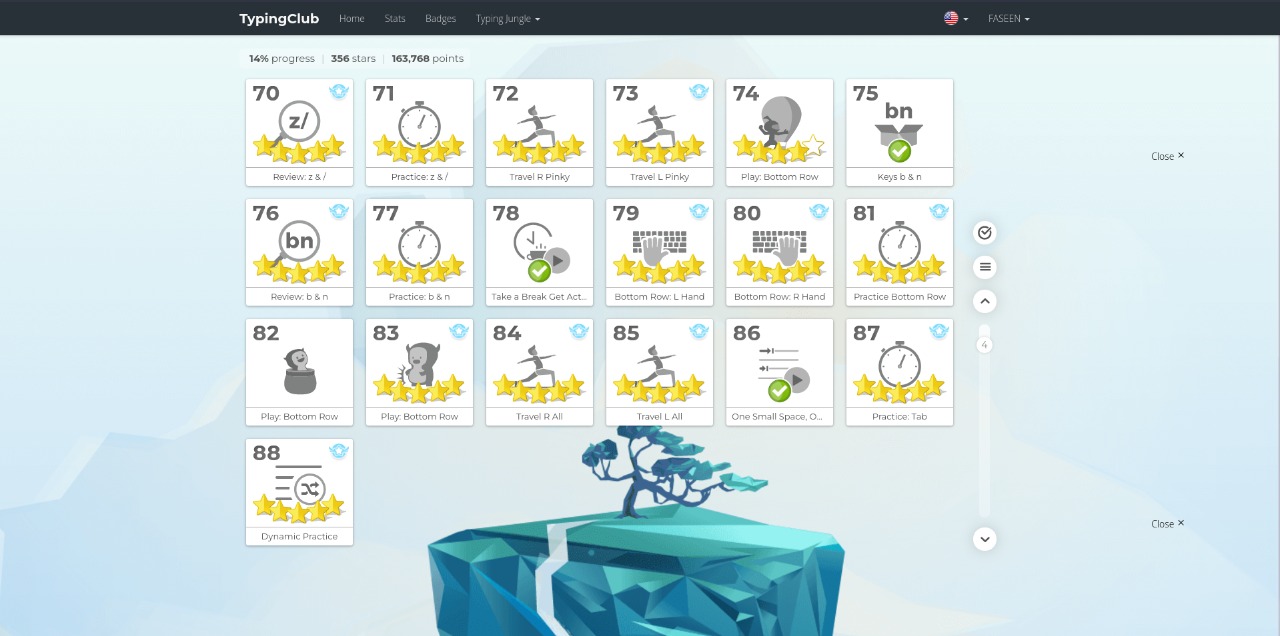 TypingClub Home Stats Badges Typing Jungle FASEEN
14% progress | 356 stars | 163,768 points
70 71 72 73 74 75
z/ bn
Review: z & / Practice: z & / Travel R Pinky Travel L Pinky Play: Bottom Row Keys b & n
Close ×
76 77 78 79 80 81
bn
Review: b & n Practice: b & n Take a Break Get Act... Bottom Row: L Hand Bottom Row: R Hand Practice Bottom Row
82 83 84 85 86 87
4
Play: Bottom Row Play: Bottom Row Travel R All Travel L All One Small Space, O... Practice: Tab
88
Close ×
Dynamic Practice